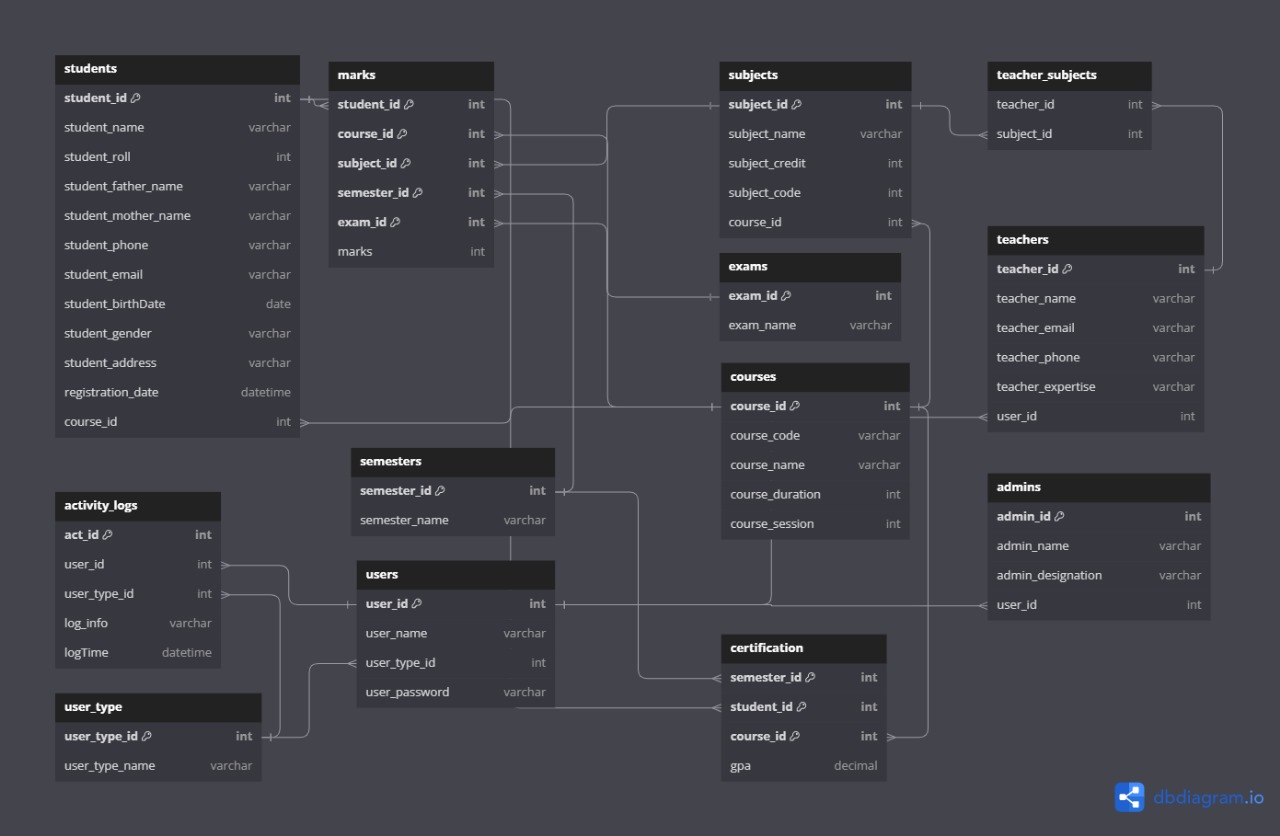 students
student_id int
student_name varchar
student_roll int
student_father_name varchar
student_mother_name varchar
student_phone varchar
student_email varchar
student_birthDate date
student_gender varchar
student_address varchar
registration_date datetime
course_id int
marks
student_id int
course_id int
subject_id int
semester_id int
exam_id int
marks int
subjects
subject_id int
subject_name varchar
subject_credit int
subject_code int
course_id int
teacher_subjects
teacher_id int
subject_id int
exams
exam_id int
exam_name varchar
teachers
teacher_id int
teacher_name varchar
teacher_email varchar
teacher_phone varchar
teacher_expertise varchar
user_id int
courses
course_id int
course_code varchar
course_name varchar
course_duration int
course_session int
semesters
semester_id int
semester_name varchar
activity_logs
act_id int
user_id int
user_type_id int
log_info varchar
logTime datetime
users
user_id int
user_name varchar
user_type_id int
user_password varchar
admins
admin_id int
admin_name varchar
admin_designation varchar
user_id int
certification
semester_id int
student_id int
course_id int
gpa decimal
user_type
user_type_id int
user_type_name varchar
dbdiagram.io